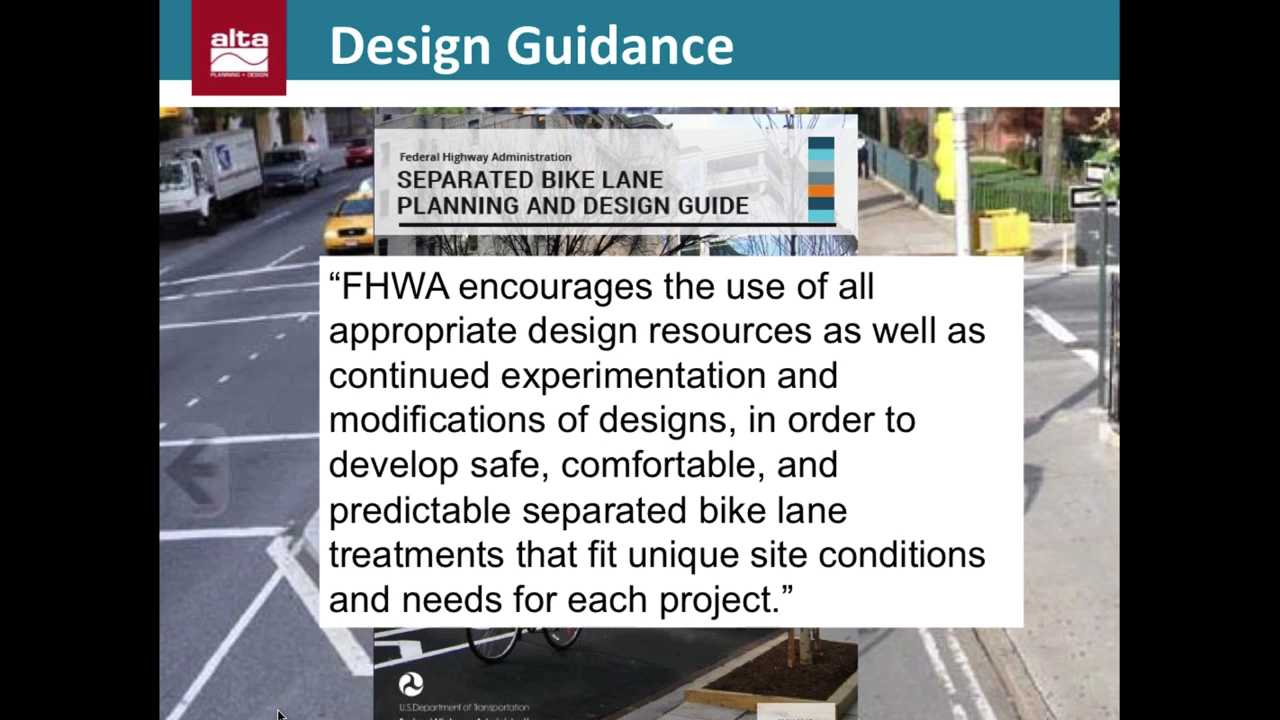 alta
PLANNING + DESIGN
Design Guidance
Federal Highway Administration
SEPARATED BIKE LANE
PLANNING AND DESIGN GUIDE
“FHWA encourages the use of all
appropriate design resources as well as
continued experimentation and
modifications of designs, in order to
develop safe, comfortable, and
predictable separated bike lane
treatments that fit unique site conditions
and needs for each project.”
U.S.Department of Transportation